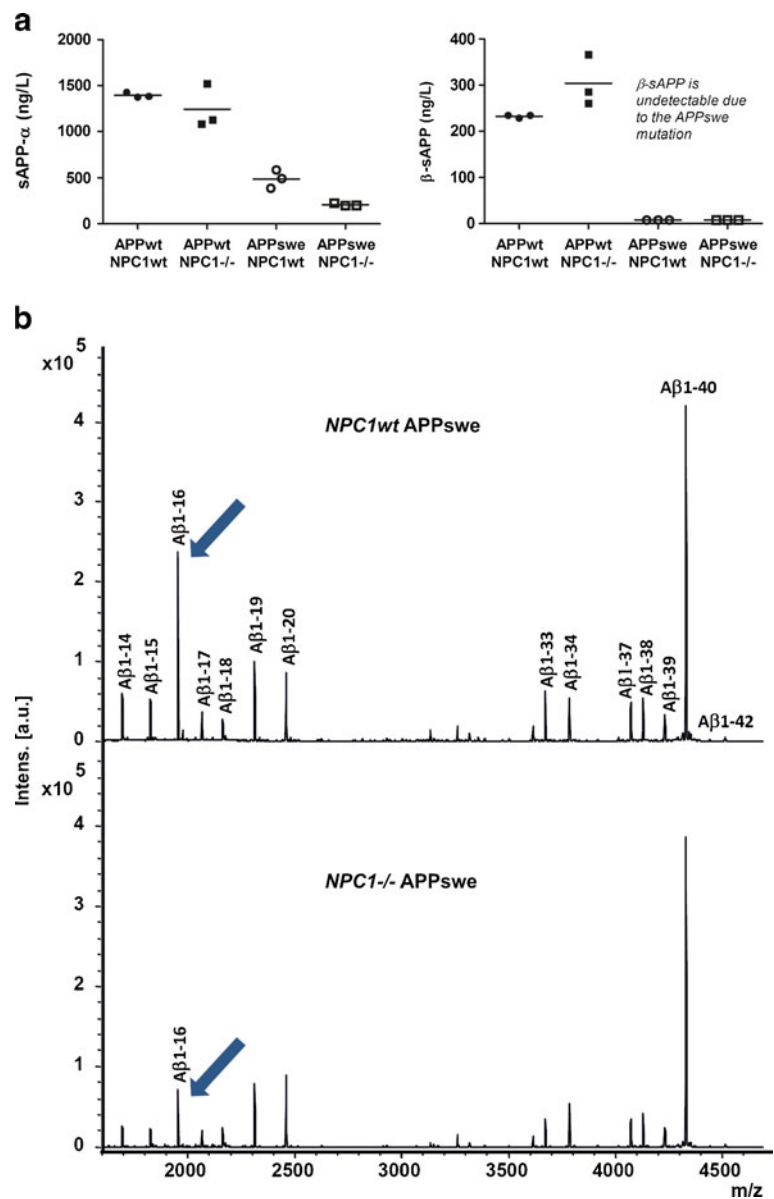 a
2000
1500
1000
500
0
sAPP-α (ng/L)
APPwt NPC1wt
APPwt NPC1-/-
APPswe NPC1wt
APPswe NPC1-/-
400
300
200
100
0
β-sAPP (ng/L)
β-sAPP is
undetectable due
to the APPswe
mutation
APPwt NPC1wt
APPwt NPC1-/-
APPswe NPC1wt
APPswe NPC1-/-
b
x10 5
4
3
2
1
0
NPC1wt APPswe
Aβ1-14
Aβ1-15
Aβ1-16
Aβ1-17
Aβ1-18
Aβ1-19
Aβ1-20
Aβ1-33
Aβ1-34
Aβ1-37
Aβ1-38
Aβ1-39
Aβ1-40
Aβ1-42
Intens. [a.u.]
x10 5
4
3
2
1
0
NPC1-/- APPswe
Aβ1-16
2000
2500
3000
3500
4000
4500
m/z